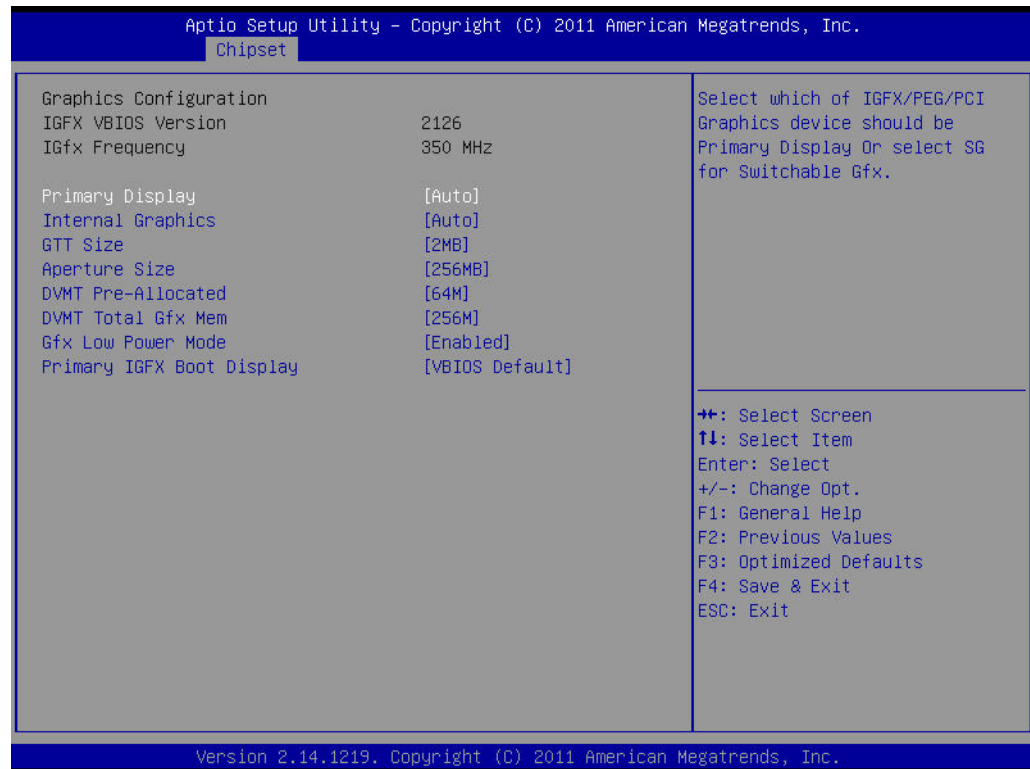 Aptio Setup Utility – Copyright (C) 2011 American Megatrends, Inc.
Chipset
Graphics Configuration
IGFX VBIOS Version 2126
IGfx Frequency 350 MHz
Primary Display [Auto]
Internal Graphics [Auto]
GTT Size [2MB]
Aperture Size [256MB]
DVMT Pre-Allocated [64M]
DVMT Total Gfx Mem [256M]
Gfx Low Power Mode [Enabled]
Primary IGFX Boot Display [VBIOS Default]
Select which of IGFX/PEG/PCI
Graphics device should be
Primary Display Or select SG
for Switchable Gfx.
→←: Select Screen
↑↓: Select Item
Enter: Select
+/-: Change Opt.
F1: General Help
F2: Previous Values
F3: Optimized Defaults
F4: Save & Exit
ESC: Exit
Version 2.14.1219. Copyright (C) 2011 American Megatrends, Inc.